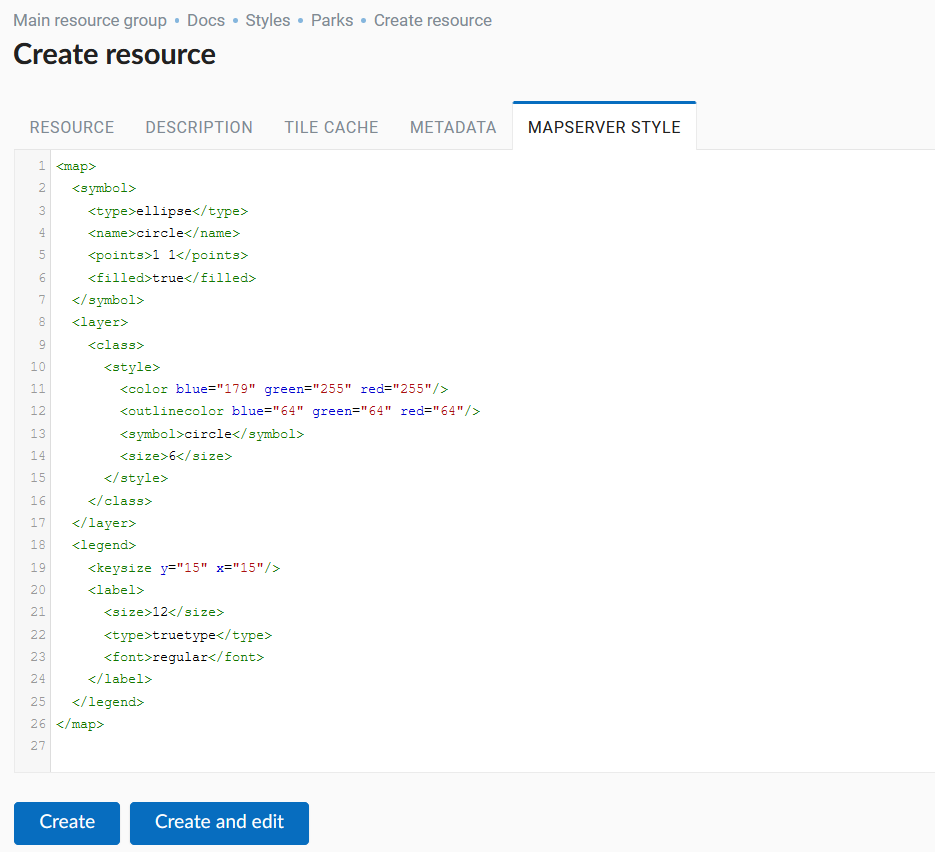 Main resource group • Docs • Styles • Parks • Create resource
Create resource
RESOURCE DESCRIPTION TILE CACHE METADATA MAPSERVER STYLE
1 <map>
2   <symbol>
3     <type>ellipse</type>
4     <name>circle</name>
5     <points>1 1</points>
6     <filled>true</filled>
7   </symbol>
8   <layer>
9     <class>
10       <style>
11         <color blue="179" green="255" red="255"/>
12         <outlinecolor blue="64" green="64" red="64"/>
13         <symbol>circle</symbol>
14         <size>6</size>
15       </style>
16     </class>
17   </layer>
18   <legend>
19     <keysize y="15" x="15"/>
20     <label>
21       <size>12</size>
22       <type>truetype</type>
23       <font>regular</font>
24     </label>
25   </legend>
26 </map>
27
Create Create and edit